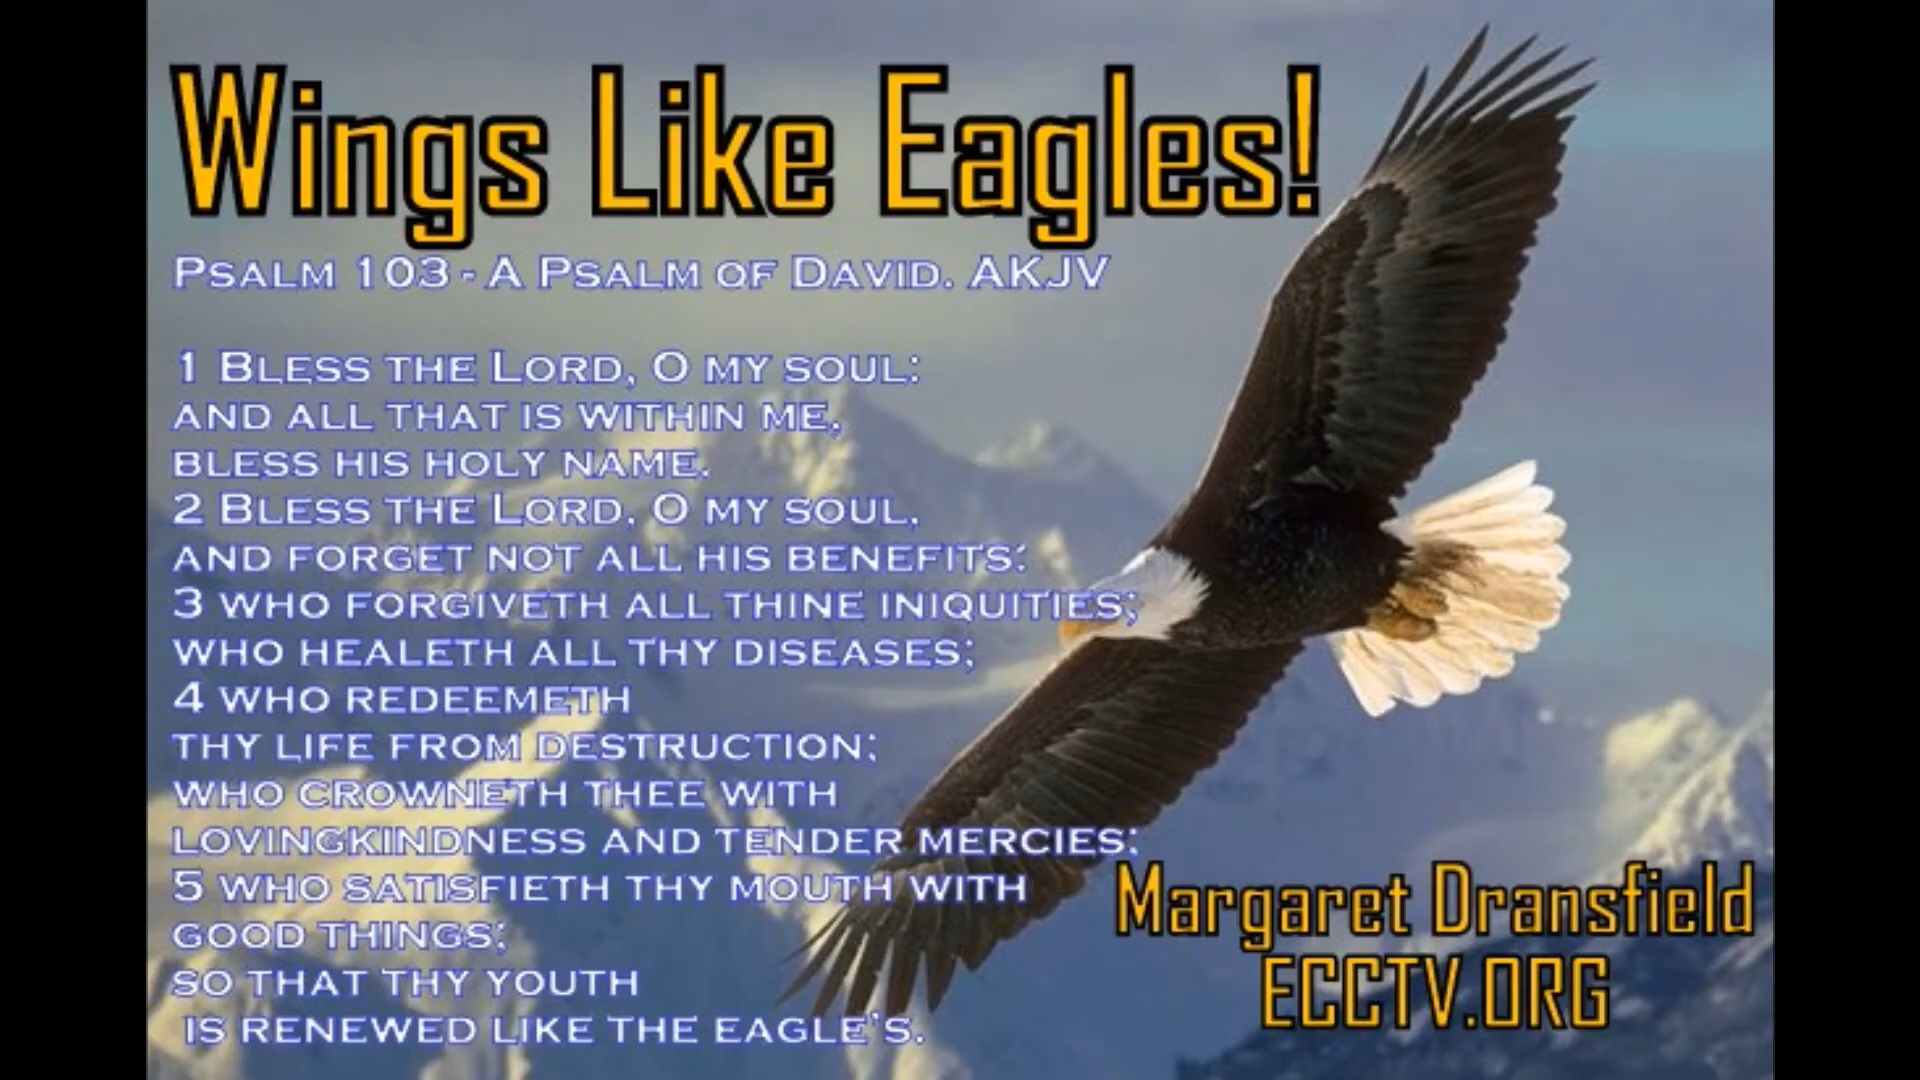 Wings Like Eagles!
Psalm 103 - A Psalm of David. AKJV
1 Bless the Lord, O my soul:
and all that is within me,
bless his holy name.
2 Bless the Lord, O my soul,
and forget not all his benefits:
3 who forgiveth all thine iniquities;
who healeth all thy diseases;
4 who redeemeth
thy life from destruction;
who crowneth thee with
lovingkindness and tender mercies;
5 who satisfieth thy mouth with
good things;
so that thy youth
is renewed like the eagle's.
Margaret Dransfield
ECCTV.ORG